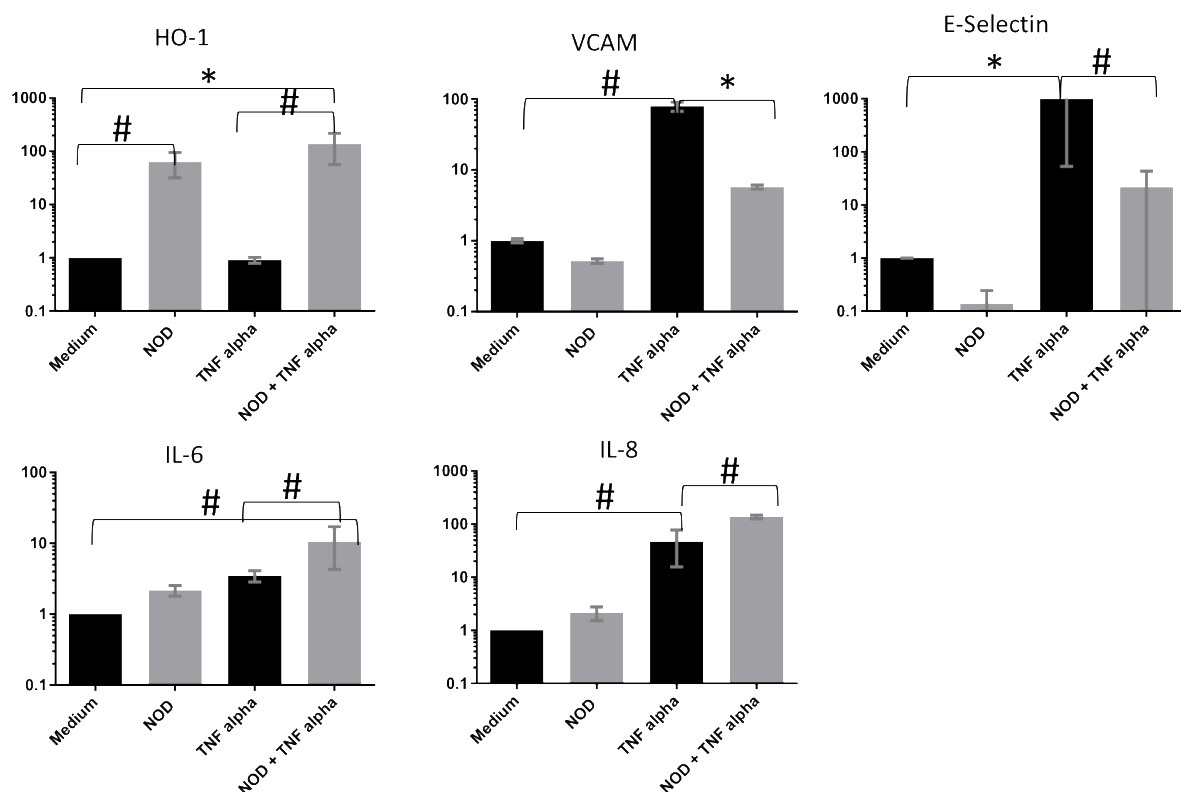 HO-1
*
#
#
1000
100
10
1
0.1
Medium
NOD
TNF alpha
NOD + TNF alpha
VCAM
#
*
100
10
1
0.1
Medium
NOD
TNF alpha
NOD + TNF alpha
E-Selectin
*
#
1000
100
10
1
0.1
Medium
NOD
TNF alpha
NOD + TNF alpha
IL-6
#
#
100
10
1
0.1
Medium
NOD
TNF alpha
NOD + TNF alpha
IL-8
#
#
1000
100
10
1
0.1
Medium
NOD
TNF alpha
NOD + TNF alpha